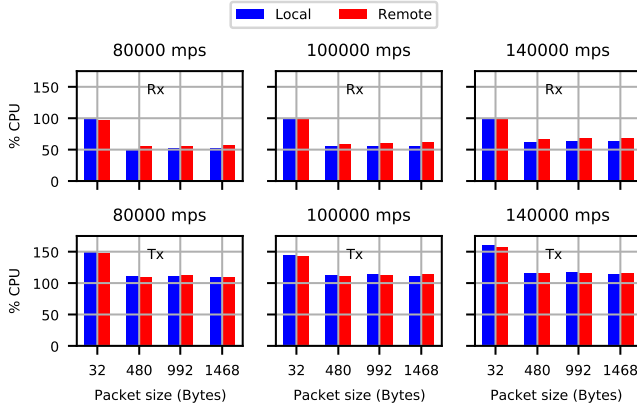 Local Remote
80000 mps 100000 mps 140000 mps
% CPU
150
100
50
0
Rx Rx Rx
80000 mps 100000 mps 140000 mps
% CPU
150
100
50
0
Tx Tx Tx
32 480 992 1468 32 480 992 1468 32 480 992 1468
Packet size (Bytes) Packet size (Bytes) Packet size (Bytes)